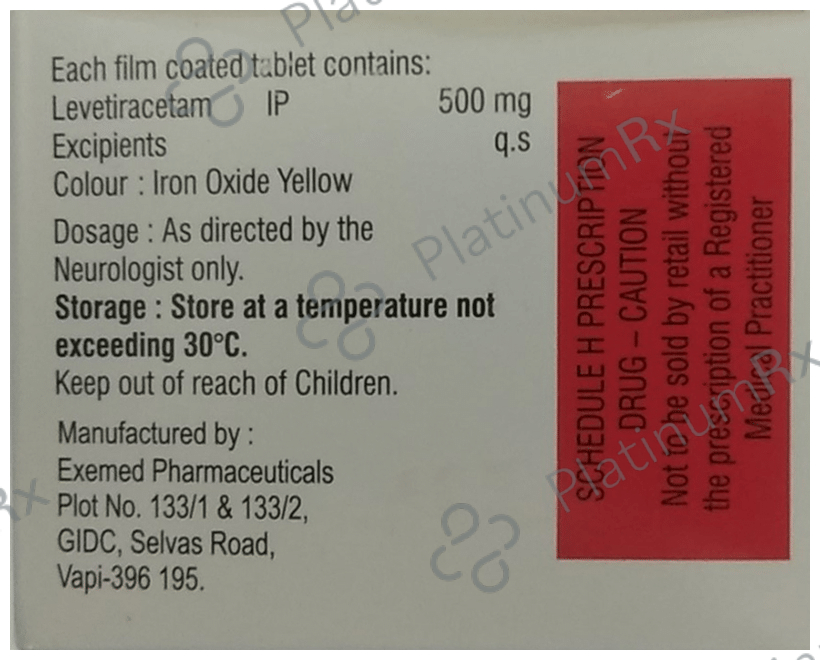 Each film coated tablet contains:
Levetiracetam IP 500 mg
Excipients q.s
Colour : Iron Oxide Yellow
Dosage : As directed by the
Neurologist only.
Storage : Store at a temperature not
exceeding 30°C.
Keep out of reach of Children.
Manufactured by :
Exemed Pharmaceuticals
Plot No. 133/1 & 133/2,
GIDC, Selvas Road,
Vapi-396 195.
SCHEDULE H PRESCRIPTION
DRUG – CAUTION
Not to be sold by retail without
the prescription of a Registered
Medical Practitioner
PlatinumRx
PlatinumRx